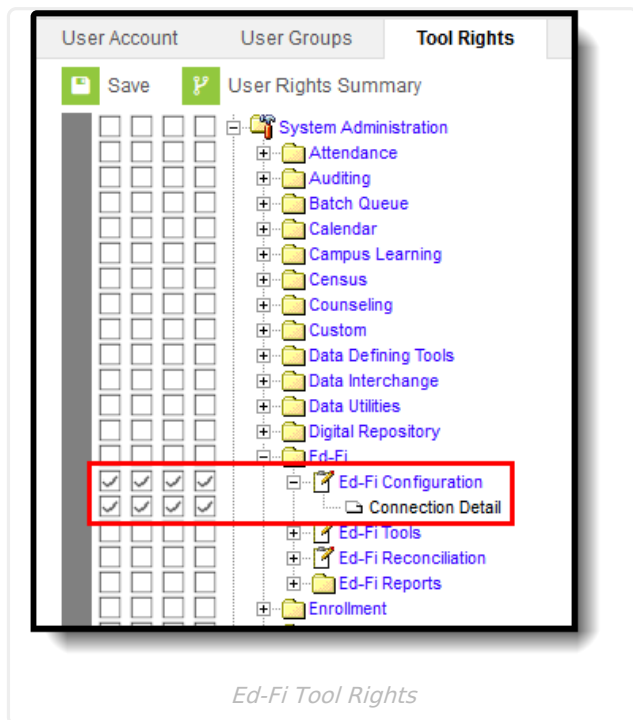 User Account User Groups Tool Rights
Save User Rights Summary
System Administration
Attendance
Auditing
Batch Queue
Calendar
Campus Learning
Census
Counseling
Custom
Data Defining Tools
Data Interchange
Data Utilities
Digital Repository
Ed-Fi
Ed-Fi Configuration
Connection Detail
Ed-Fi Tools
Ed-Fi Reconciliation
Ed-Fi Reports
Enrollment
Ed-Fi Tool Rights